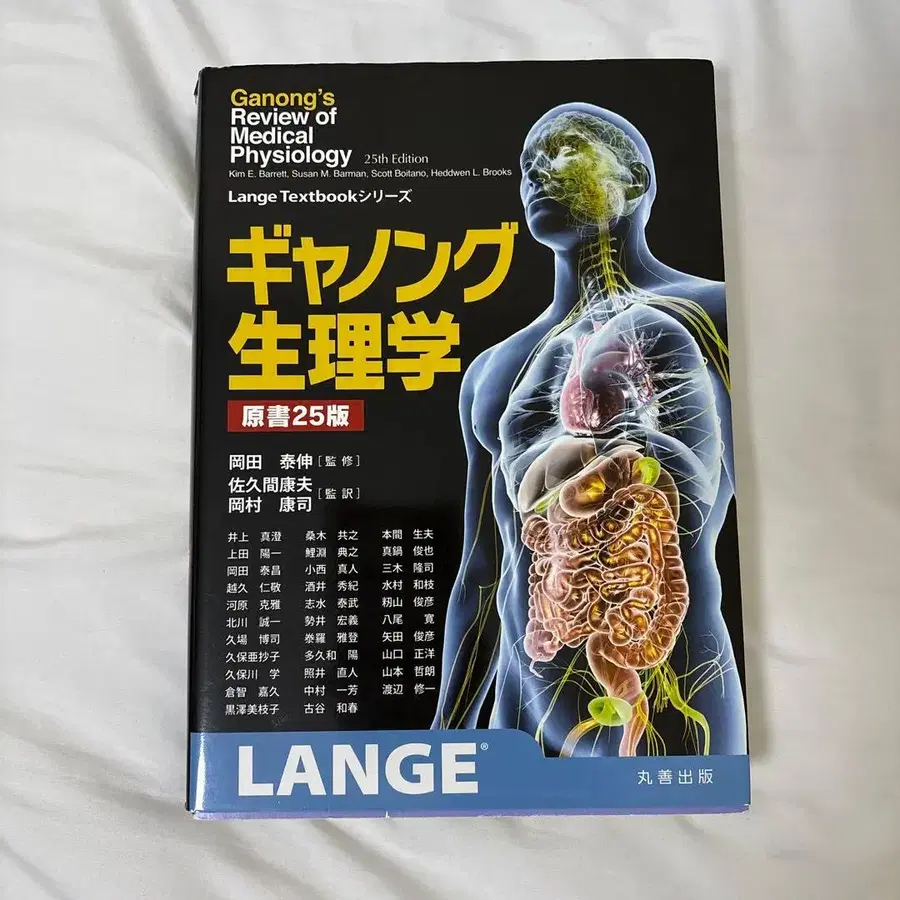 Ganong's
Review of
Medical
Physiology 25th Edition
Kim E. Barrett, Susan M. Barman, Scott Boitano, Heddwen L. Brooks
Lange Textbookシリーズ
ギャノング
生理学
原書25版
岡田 泰伸[監修]
佐久間康夫
岡村 康司
[監訳]
井上 真澄 桑木 共之 本間 生夫
上田 陽一 鯉淵 典之 真鍋 俊也
岡田 泰昌 小西 真人 三木 隆司
越久 仁敬 酒井 秀紀 水村 和枝
河原 克雅 志水 泰武 籾山 俊彦
北川 誠一 勢井 宏義 八尾 寛
久場 博司 巻羅 雅登 矢田 俊彦
久保亜抄子 多久和 陽 山口 正洋
久保川 学 照井 直人 山本 哲朗
倉智 嘉久 中村 一芳 渡辺 修一
黒澤美枝子 古谷 和春
LANGE®
丸善出版